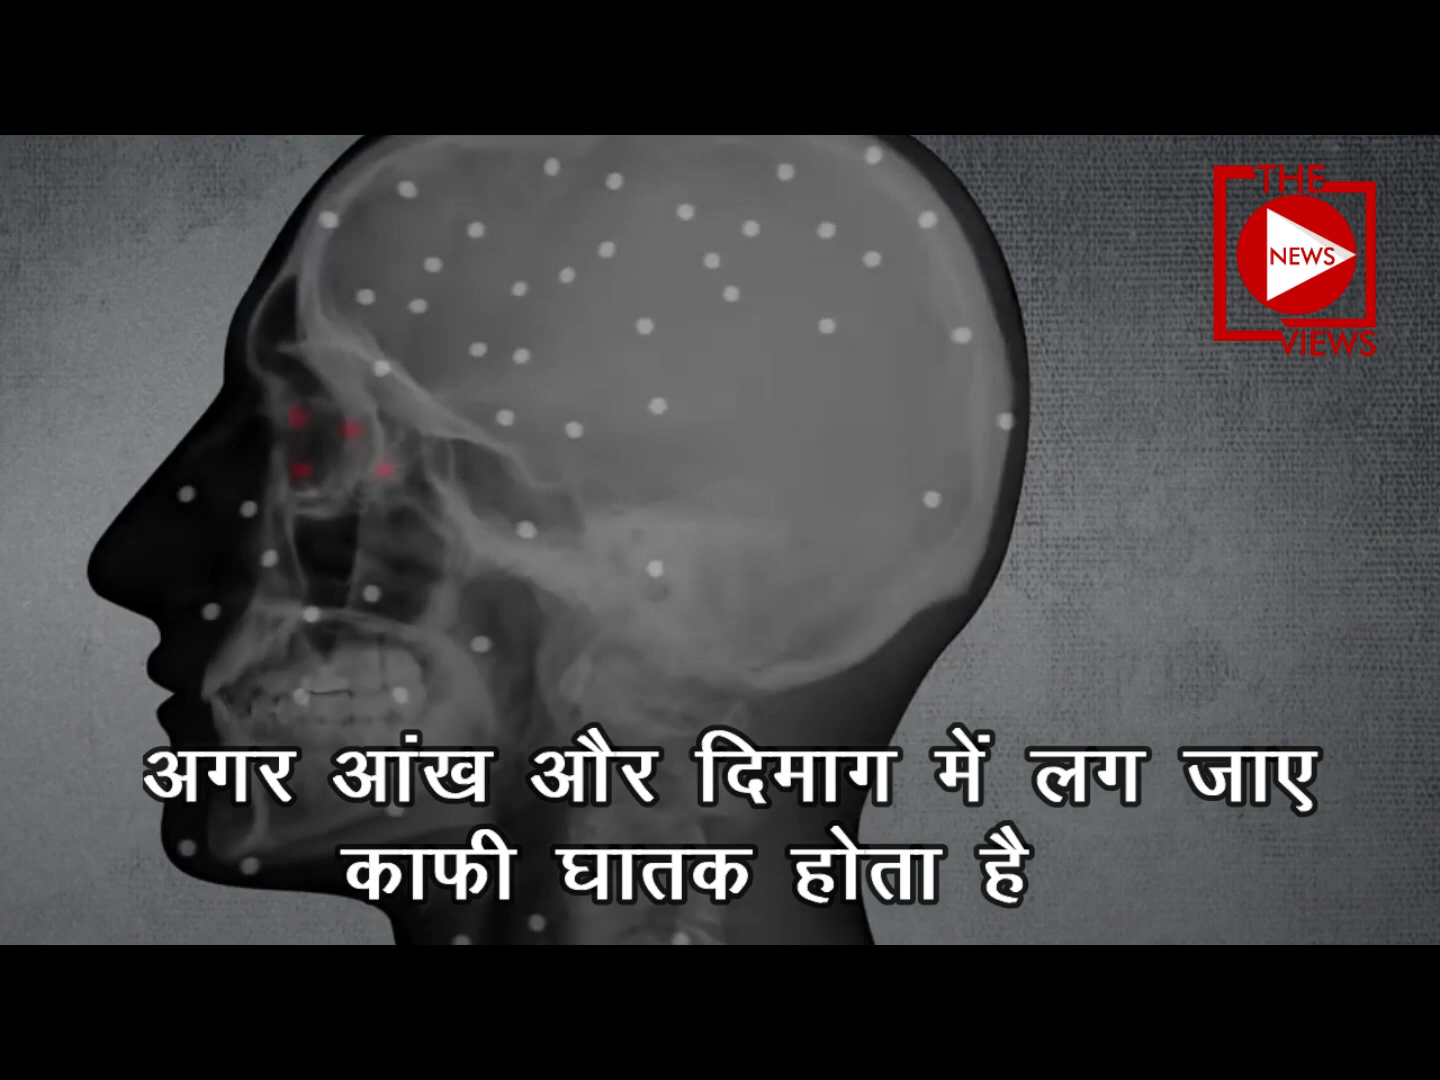 THE
NEWS
VIEWS
अगर आंख और दिमाग में लग जाए
काफी घातक होता है